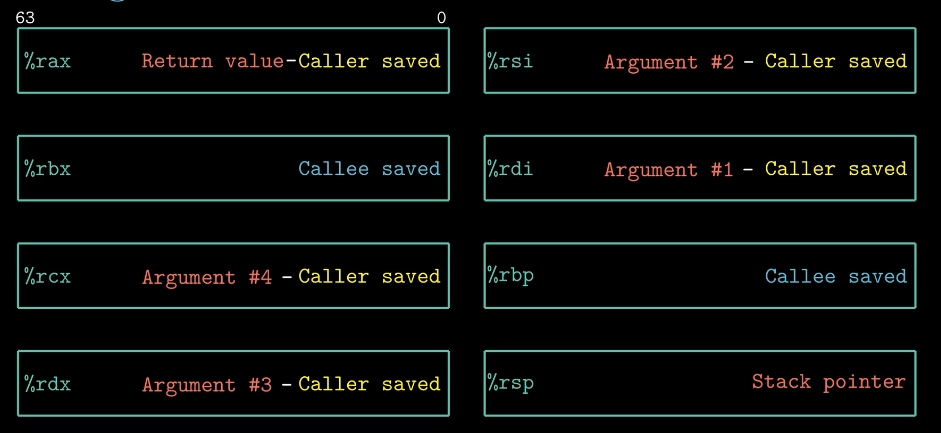 63 0
%rax Return value-Caller saved
%rbx Callee saved
%rcx Argument #4 - Caller saved
%rdx Argument #3 - Caller saved
%rsi Argument #2 - Caller saved
%rdi Argument #1 - Caller saved
%rbp Callee saved
%rsp Stack pointer